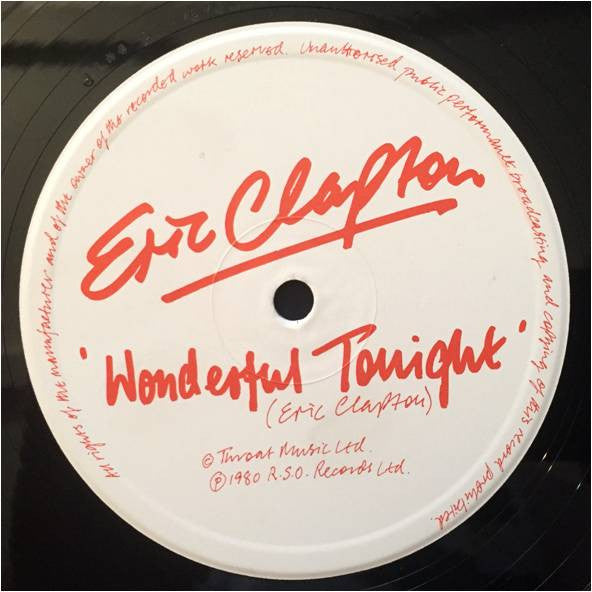 All rights of the manufacturer and of the owner of the recorded work reserved. Unauthorised public performance broadcasting and copying of this record prohibited.
Eric Clapton
'Wonderful Tonight'
(Eric Clapton)
© Throat Music Ltd.
℗ 1980 R.S.O. Records Ltd.